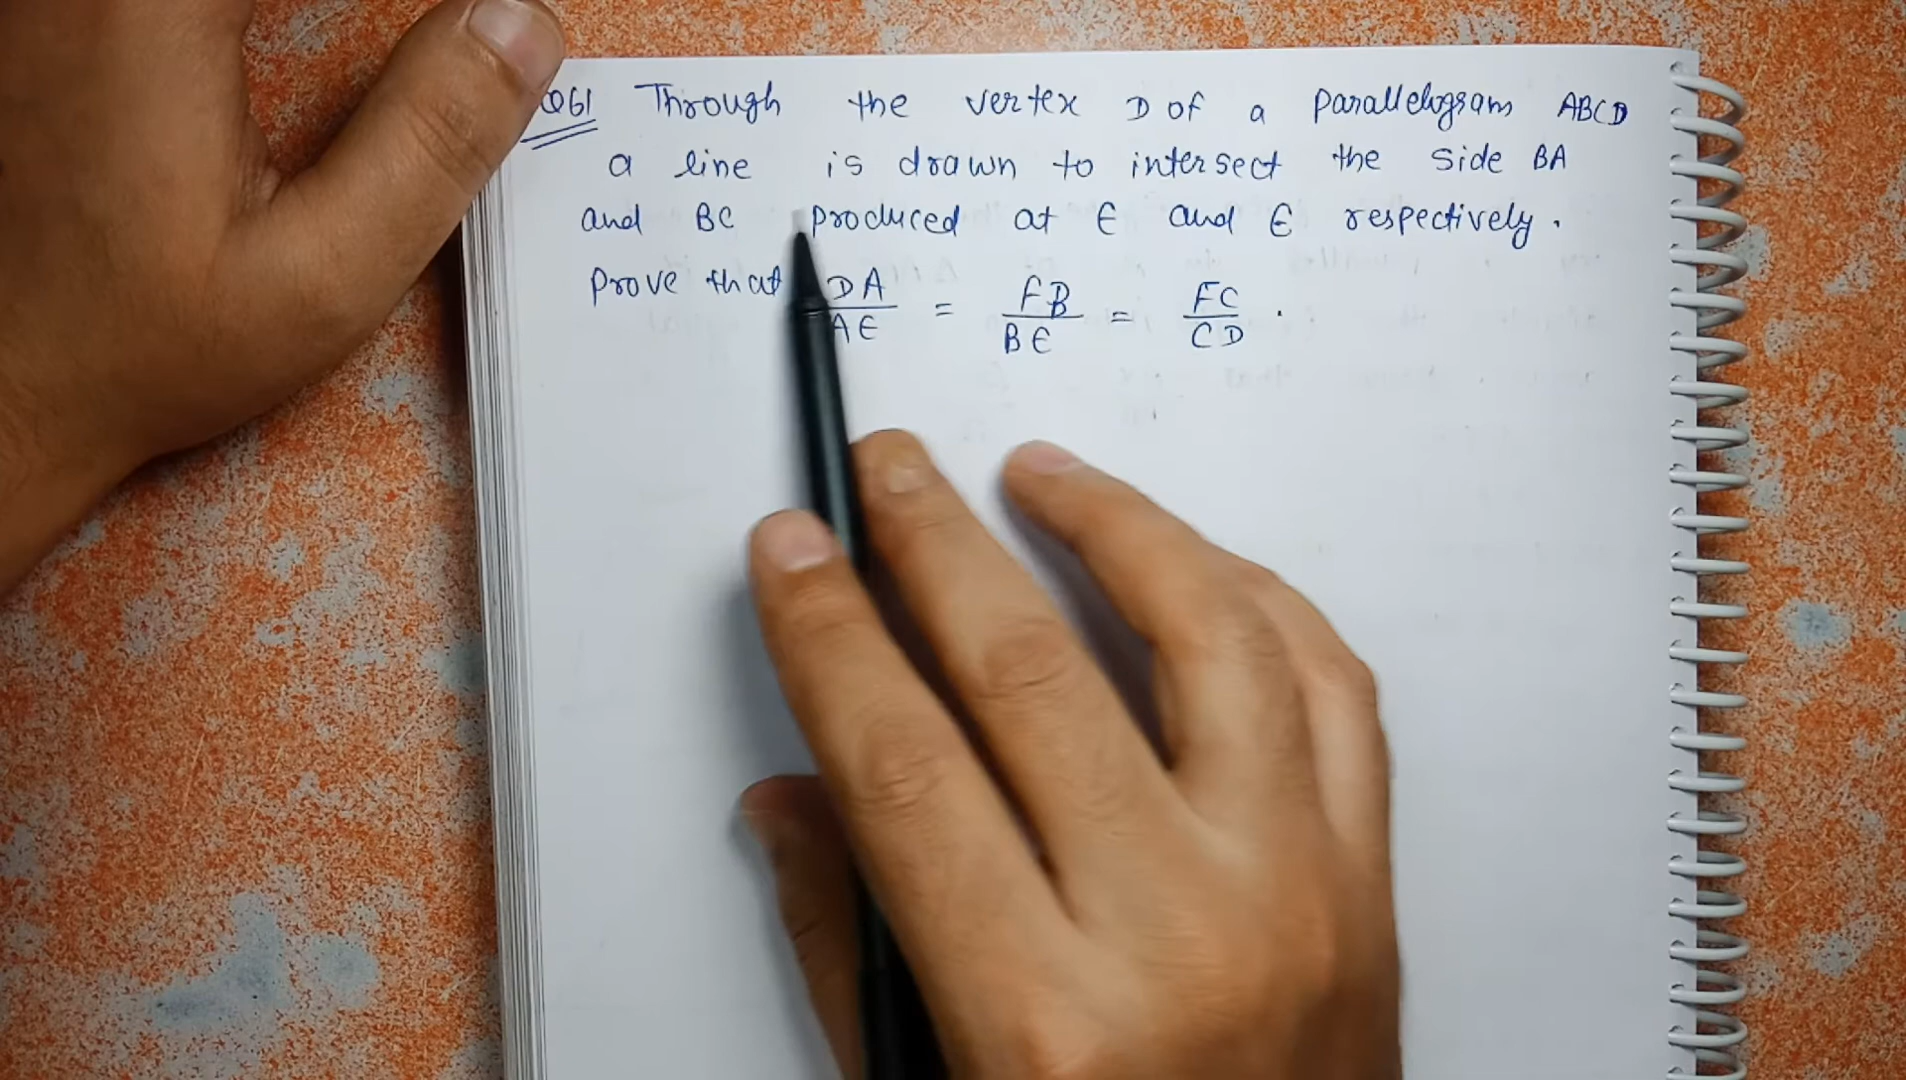 Q61 Through the vertex D of a parallelogram ABCD
a line is drawn to intersect the side BA
and BC produced at E and E respectively.
Prove that DA/AE = FB/BE = FC/CD .